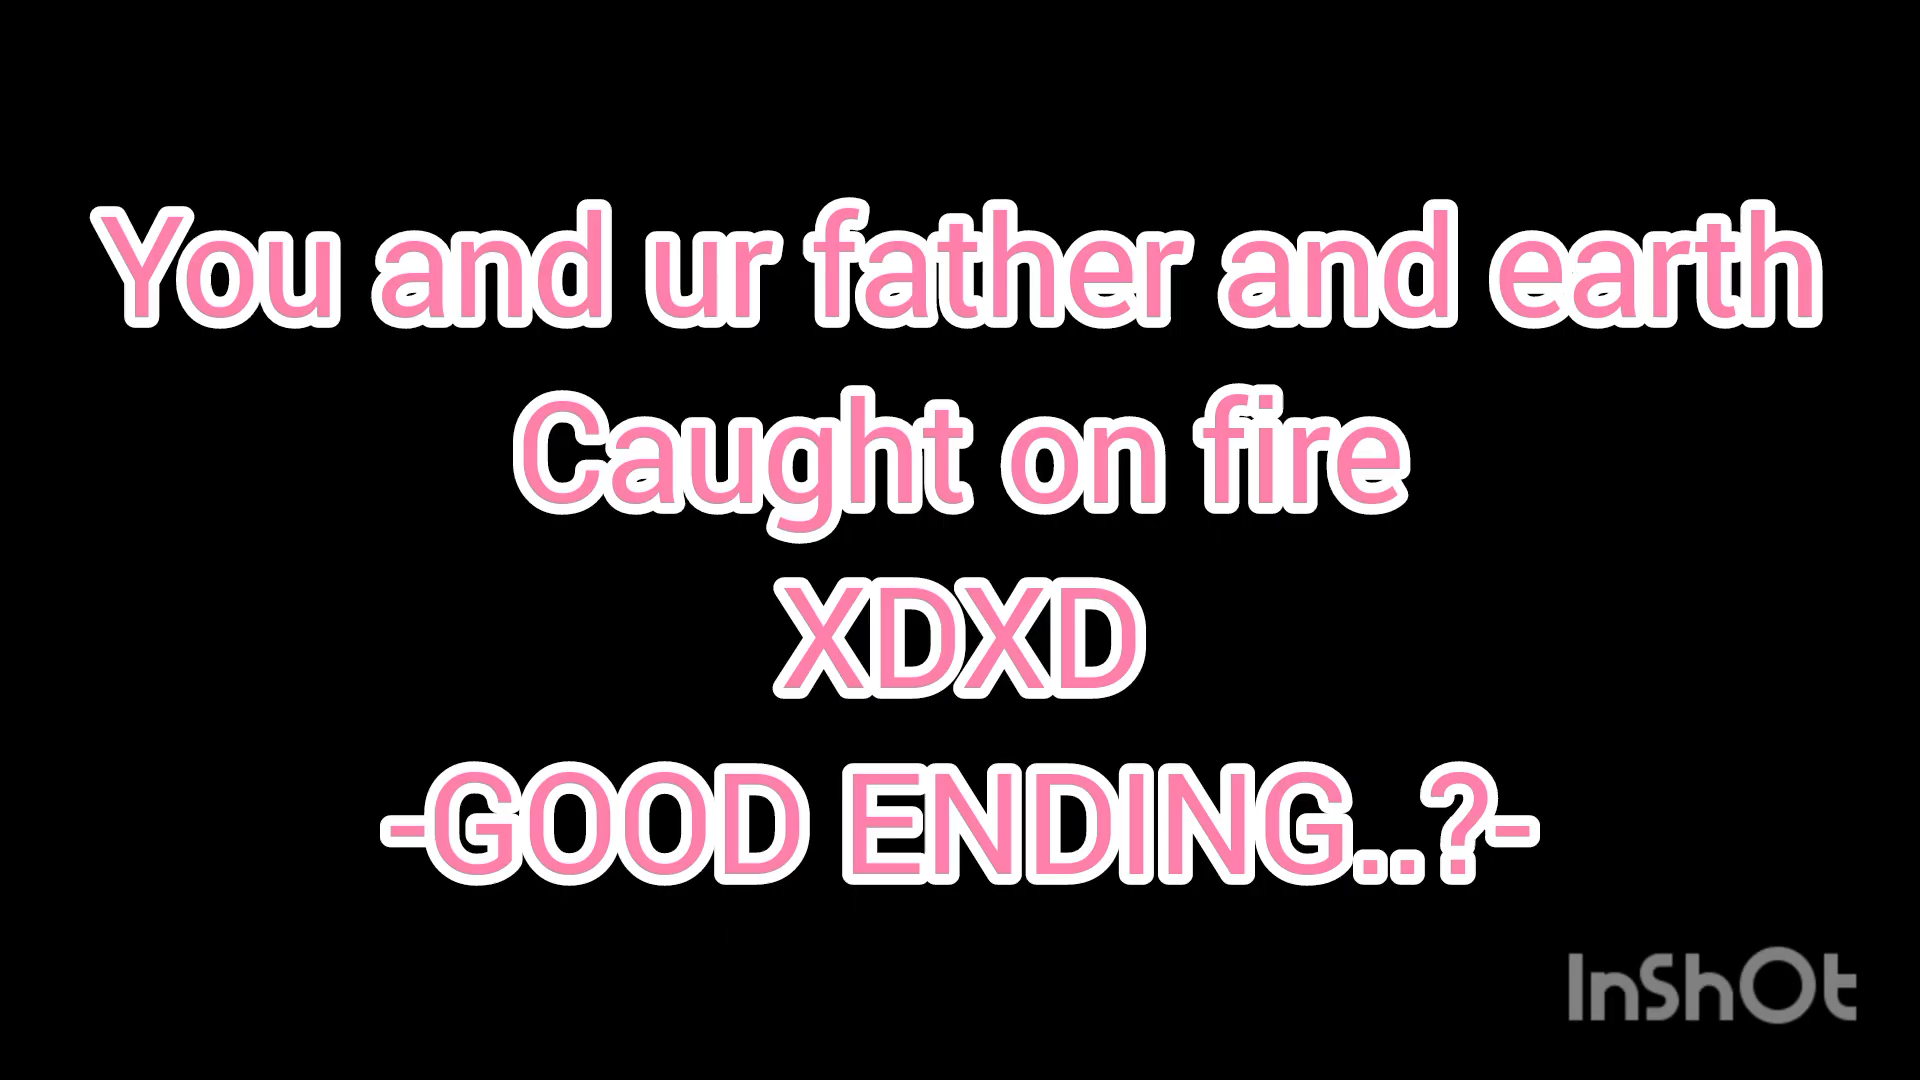 You and ur father and earth
Caught on fire
XDXD
-GOOD ENDING..?-
InShOt